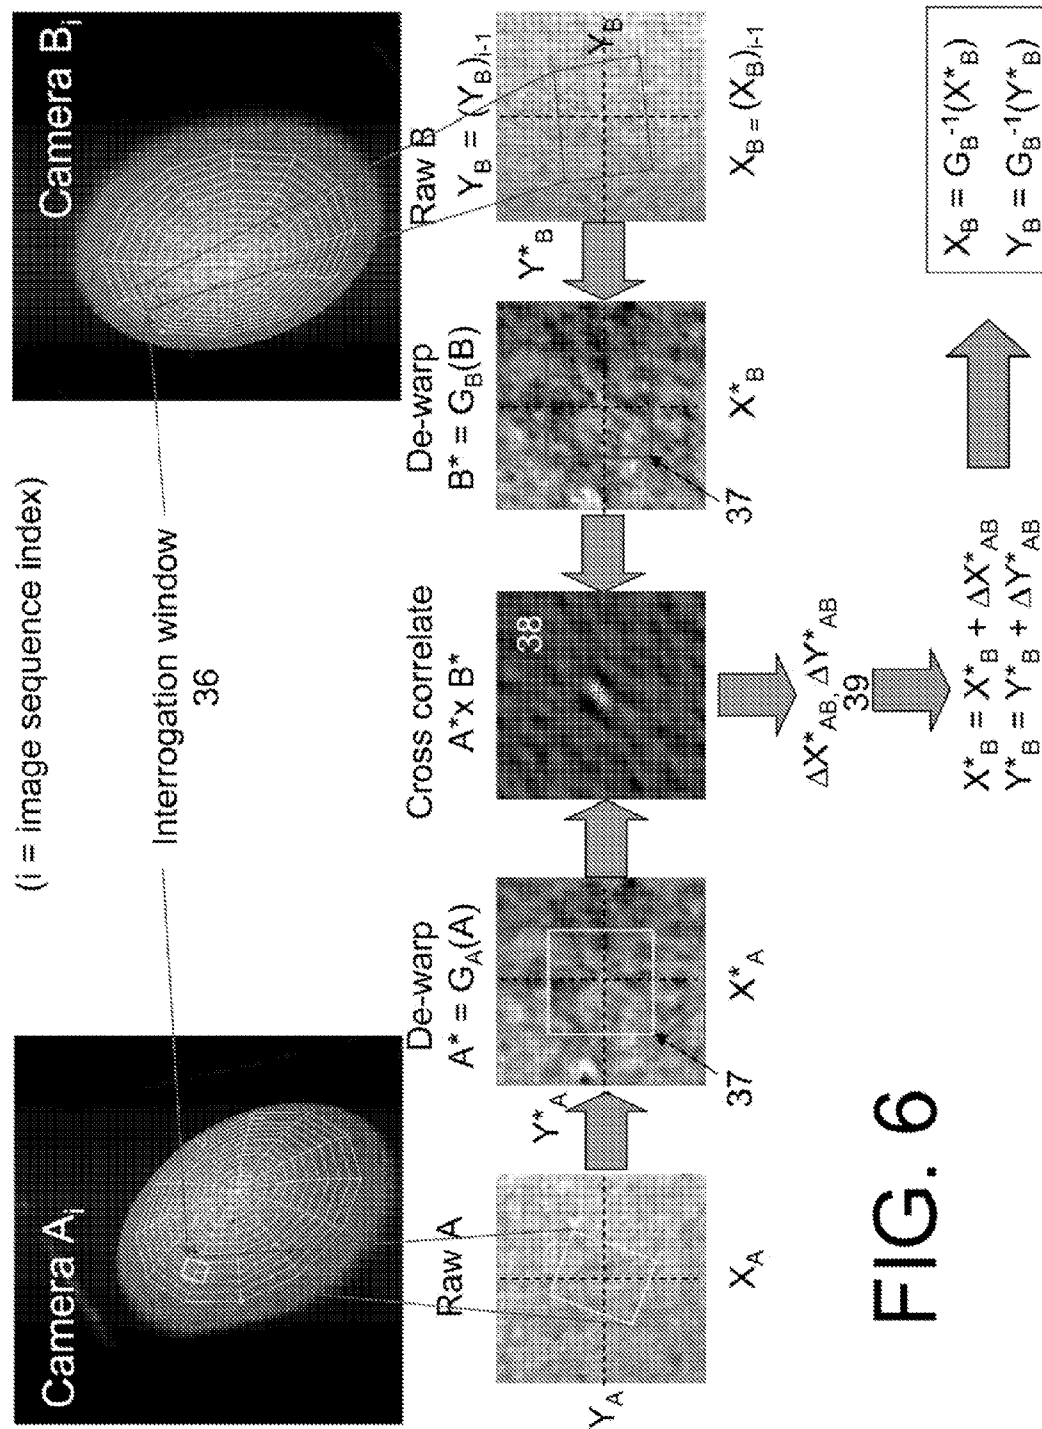 (i = image sequence index)
Camera Aᵢ
Camera Bᵢ
Interrogation window
36
Raw A
De-warp
A* = G_A(A)
Cross correlate
A* x B*
De-warp
B* = G_B(B)
Raw B
Y_B = (Y_B)_{i-1}
Y_A
Y*_A
38
Y*_B
Y_B
X_A
37
X*_A
37
X*_B
X_B = (X_B)_{i-1}
ΔX*_AB, ΔY*_AB
39
X*_B = X*_B + ΔX*_AB
Y*_B = Y*_B + ΔY*_AB
X_B = G_B⁻¹(X*_B)
Y_B = G_B⁻¹(Y*_B)
FIG. 6